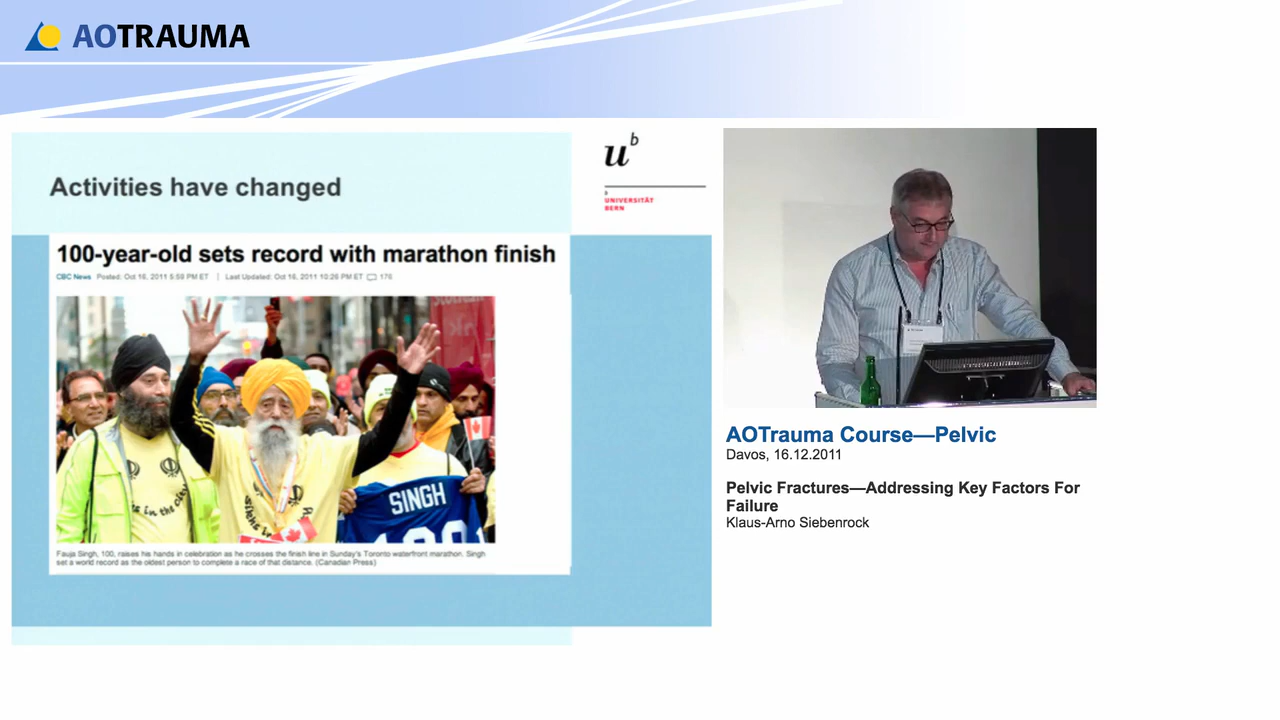 AOTRAUMA
Activities have changed
u b
b
UNIVERSITÄT
BERN
100-year-old sets record with marathon finish
CBC News Posted: Oct 16, 2011 5:58 PM ET | Last Updated: Oct 16, 2011 10:26 PM ET 176
SINGH
Fauja Singh, 100, raises his hands in celebration as he crosses the finish line in Sunday's Toronto waterfront marathon. Singh
set a world record as the oldest person to complete a race of that distance. (Canadian Press)
AOTrauma Course—Pelvic
Davos, 16.12.2011
Pelvic Fractures—Addressing Key Factors For
Failure
Klaus-Arno Siebenrock